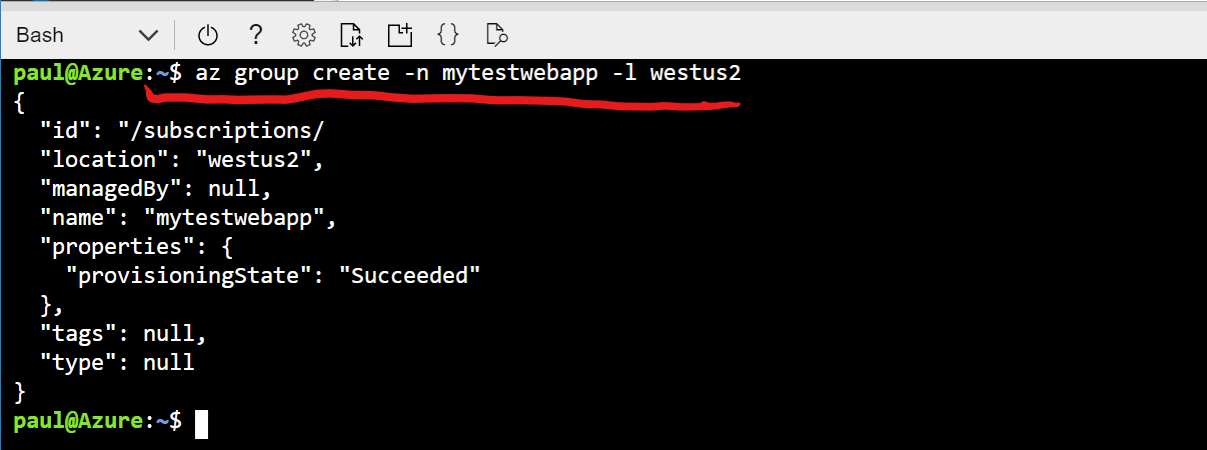 Bash
paul@Azure:~$ az group create -n mytestwebapp -l westus2
{
  "id": "/subscriptions/
  "location": "westus2",
  "managedBy": null,
  "name": "mytestwebapp",
  "properties": {
    "provisioningState": "Succeeded"
  },
  "tags": null,
  "type": null
}
paul@Azure:~$